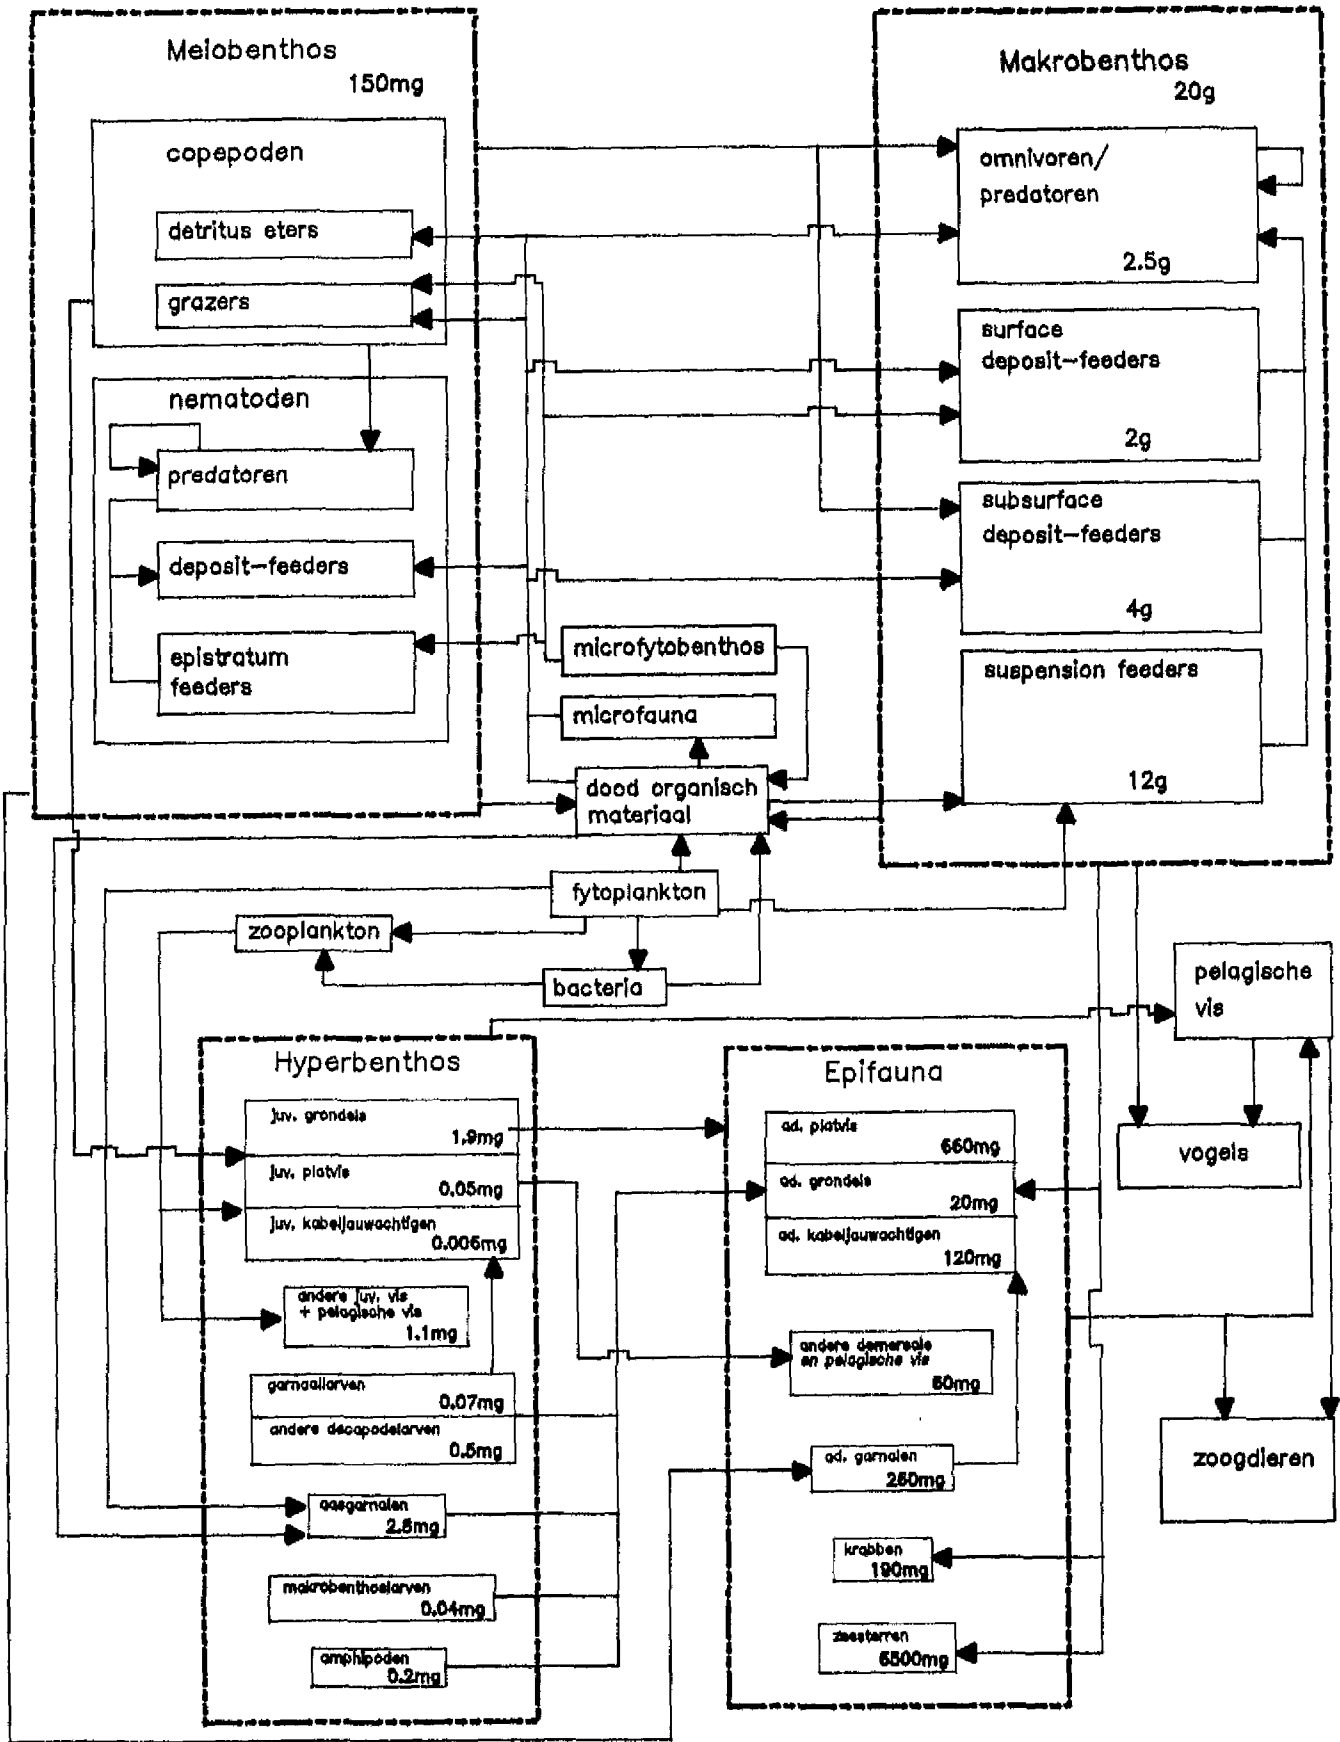 Meiobenthos
150mg
copepoden
detritus eters
grazers
nematoden
predatoren
deposit-feeders
epistratum
feeders
Makrobenthos
20g
omnivoren/
predatoren
2.5g
surface
deposit-feeders
2g
subsurface
deposit-feeders
4g
suspension feeders
12g
microfytobenthos
microfauna
dood organisch
materiaal
fytoplankton
zooplankton
bacteria
pelagische
vis
vogels
zoogdieren
Hyperbenthos
juv. grondels
1.9mg
juv. platvis
0.05mg
juv. kabeljauwachtigen
0.006mg
andere juv. vis
+ pelagische vis
1.1mg
garnaallarven
0.07mg
andere decapodelarven
0.5mg
aasgarnalen
2.5mg
makrobenthoslarven
0.04mg
amphipoden
0.2mg
Epifauna
ad. platvis
660mg
ad. grondels
20mg
ad. kabeljauwachtigen
120mg
andere demersale
en pelagische vis
60mg
ad. garnalen
250mg
krabben
190mg
zeesterren
6500mg